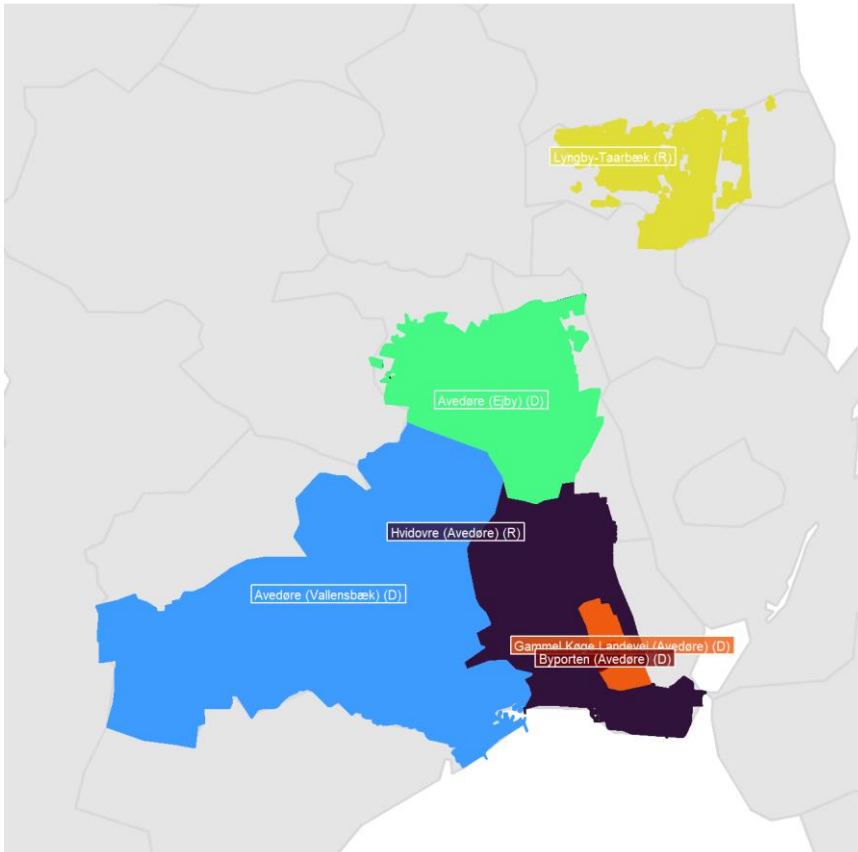 Lyngby-Taarbæk (R)
Avedøre (Ejby) (D)
Hvidovre (Avedøre) (R)
Avedøre (Vallensbæk) (D)
Gammel Køge Landevej (Avedøre) (D)
Byporten (Avedøre) (D)